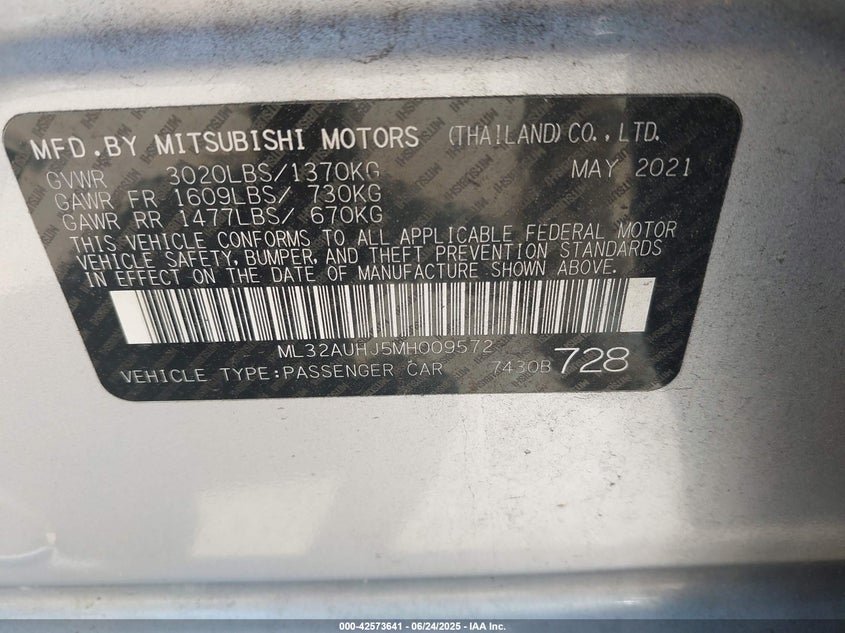 MFD.BY MITSUBISHI MOTORS (THAILAND) CO.,LTD.
GVWR 3020LBS/1370KG MAY 2021
GAWR FR 1609LBS/ 730KG
GAWR RR 1477LBS/ 670KG
THIS VEHICLE CONFORMS TO ALL APPLICABLE FEDERAL MOTOR
VEHICLE SAFETY, BUMPER, AND THEFT PREVENTION STANDARDS
IN EFFECT ON THE DATE OF MANUFACTURE SHOWN ABOVE.
ML32AUHJ5MH009572
VEHICLE TYPE:PASSENGER CAR 7430B 728
000-42573641 - 06/24/2025 - IAA Inc.